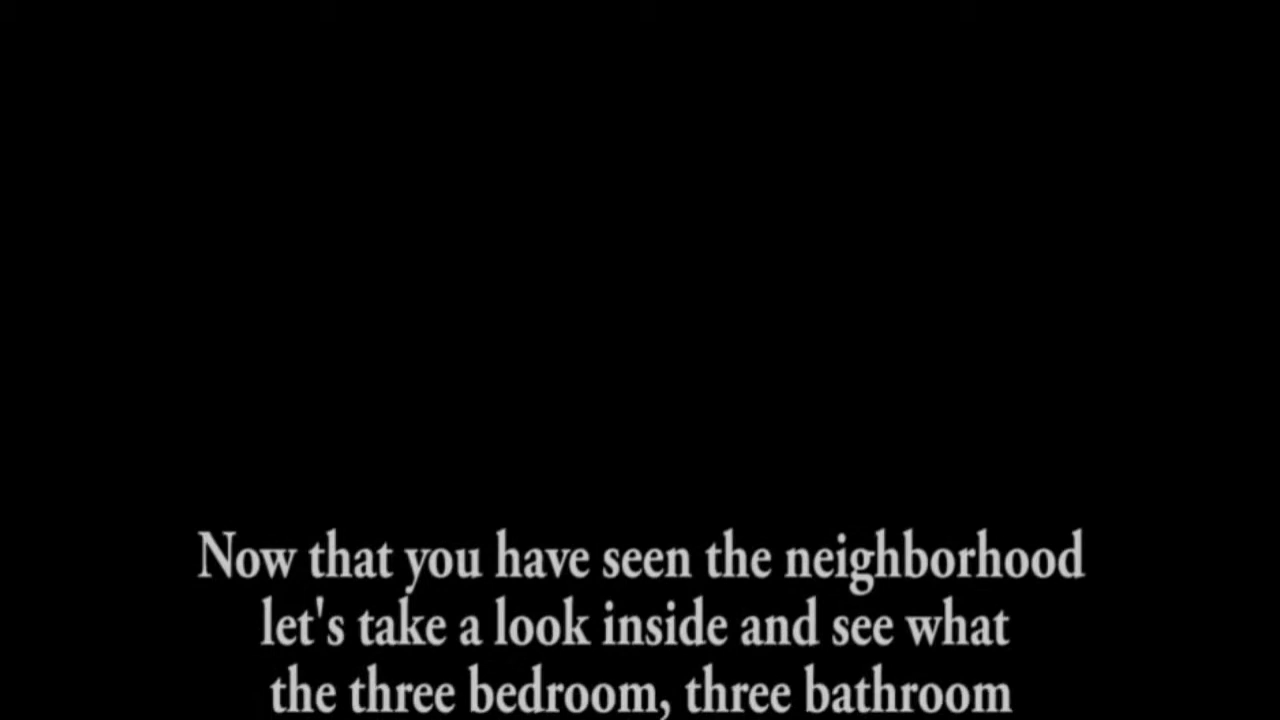 Now that you have seen the neighborhood
let's take a look inside and see what
the three bedroom, three bathroom